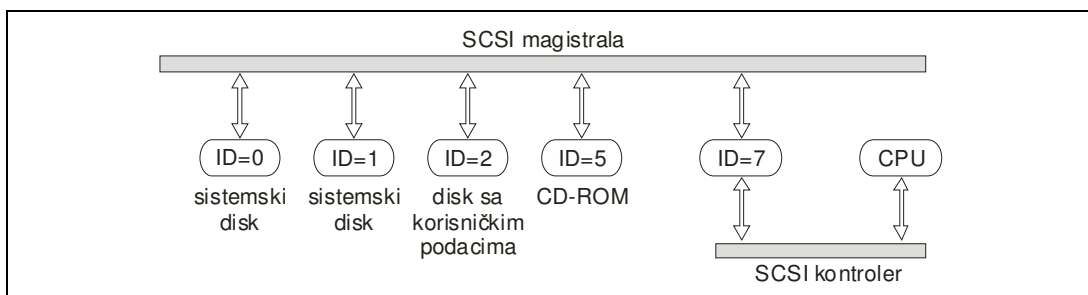 SCSI magistrala
ID=0
ID=1
ID=2
ID=5
ID=7
CPU
sistemski
disk
sistemski
disk
disk sa
korisničkim
podacima
CD-ROM
SCSI kontroler